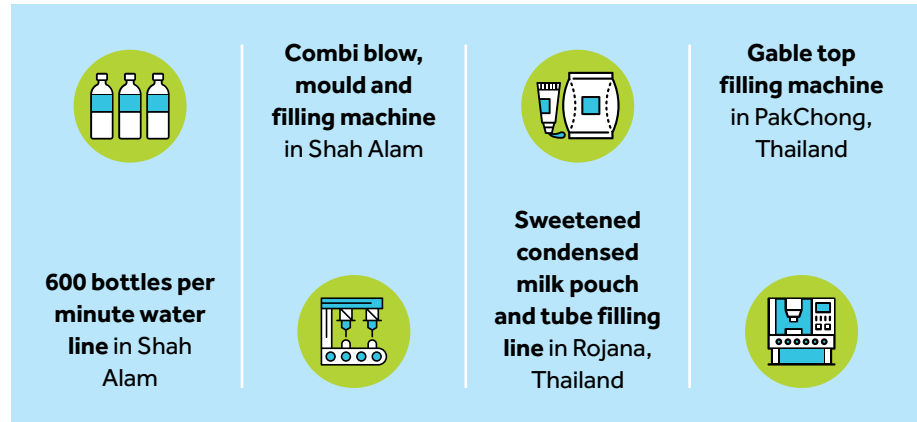 600 bottles per
minute water
line in Shah
Alam
Combi blow,
mould and
filling machine
in Shah Alam
Sweetened
condensed
milk pouch
and tube filling
line in Rojana,
Thailand
Gable top
filling machine
in PakChong,
Thailand